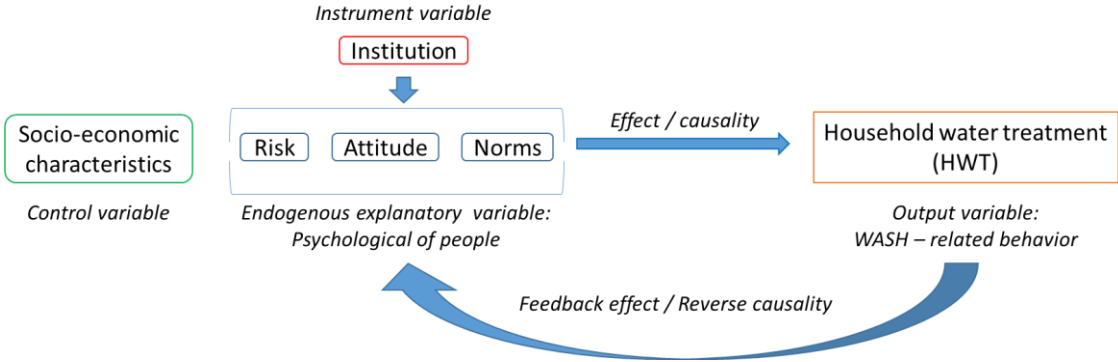 Instrument variable
Institution
Socio-economic
characteristics
Control variable
Risk
Attitude
Norms
Endogenous explanatory variable:
Psychological of people
Effect / causality
Household water treatment
(HWT)
Output variable:
WASH – related behavior
Feedback effect / Reverse causality